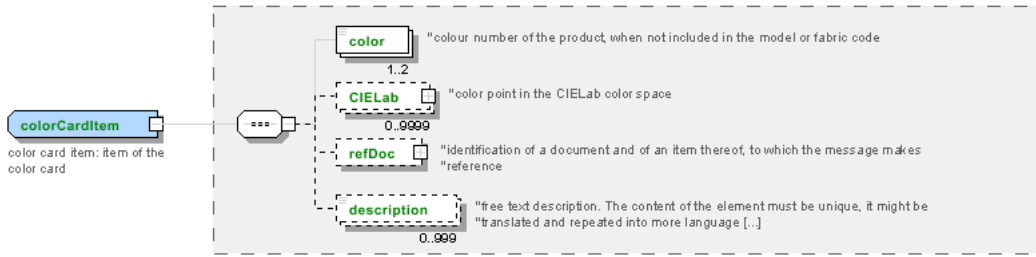 color
"colour number of the product, when not included in the model or fabric code
1..2
CIELab
"color point in the CIELab color space
0..9999
colorCardItem
color card item: item of the
color card
refDoc
"identification of a document and of an item thereof, to which the message makes
"reference
description
"free text description. The content of the element must be unique, it might be
"translated and repeated into more language [...]
0..999